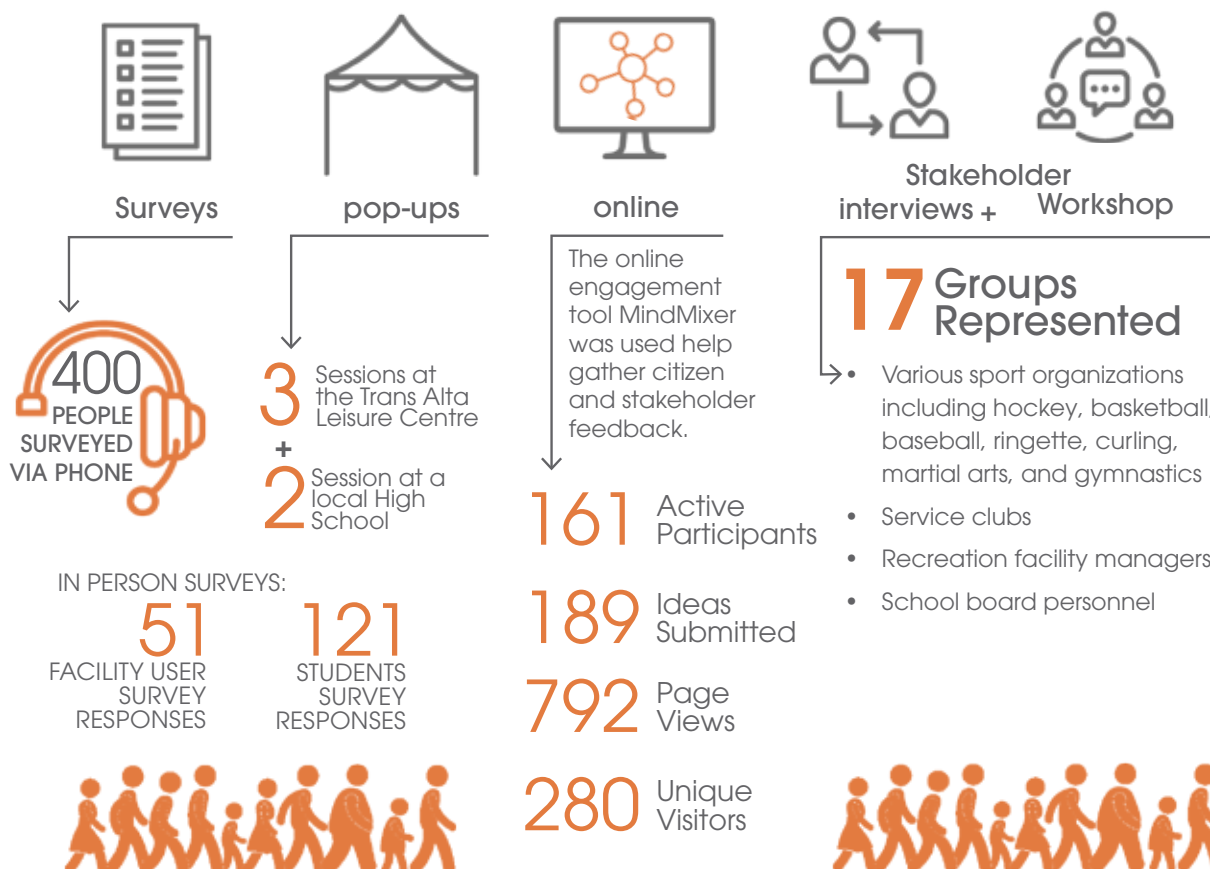 Surveys
400
PEOPLE
SURVEYED
VIA PHONE
IN PERSON SURVEYS:
51
FACILITY USER
SURVEY
RESPONSES
121
STUDENTS
SURVEY
RESPONSES
pop-ups
3
Sessions at
the Trans Alta
Leisure Centre
+
2
Session at a
local High
School
online
The online
engagement
tool MindMixer
was used help
gather citizen
and stakeholder
feedback.
161
Active
Participants
189
Ideas
Submitted
792
Page
Views
280
Unique
Visitors
Stakeholder
interviews + Workshop
17
Groups
Represented
• Various sport organizations
including hockey, basketball,
baseball, ringette, curling,
martial arts, and gymnastics
• Service clubs
• Recreation facility managers
• School board personnel